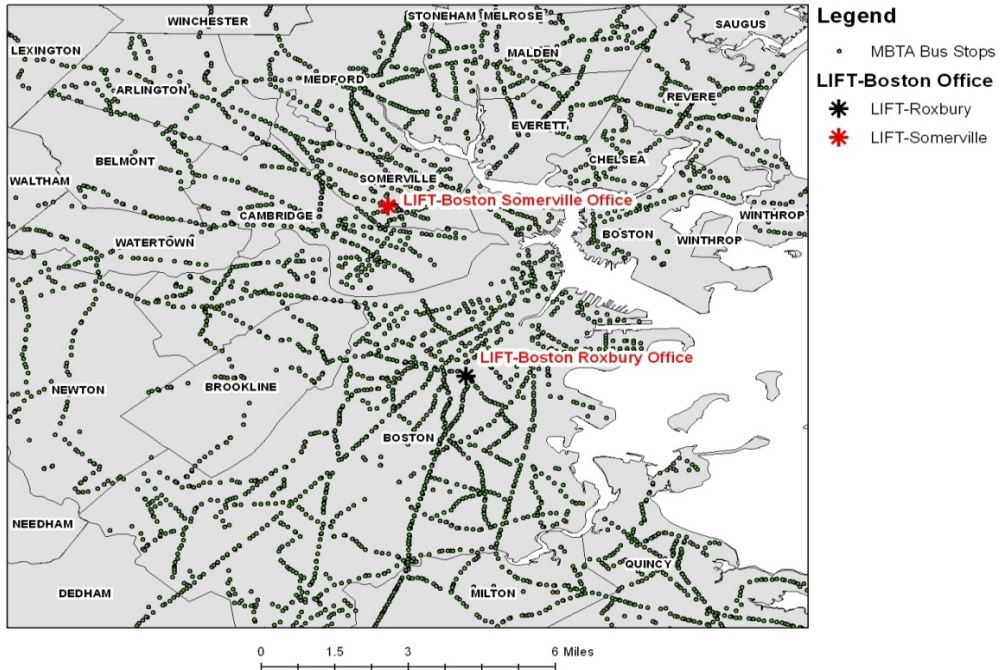 WINCHESTER
STONEHAM MELROSE
SAUGUS
LEXINGTON
MALDEN
MEDFORD
ARLINGTON
REVERE
EVERETT
BELMONT
CHELSEA
WALTHAM
SOMERVILLE
LIFT-Boston Somerville Office
CAMBRIDGE
WINTHROP
WATERTOWN
BOSTON
WINTHROP
LIFT-Boston Roxbury Office
NEWTON
BROOKLINE
BOSTON
NEEDHAM
QUINCY
DEDHAM
MILTON
0 1.5 3 6 Miles
Legend
MBTA Bus Stops
LIFT-Boston Office
LIFT-Roxbury
LIFT-Somerville